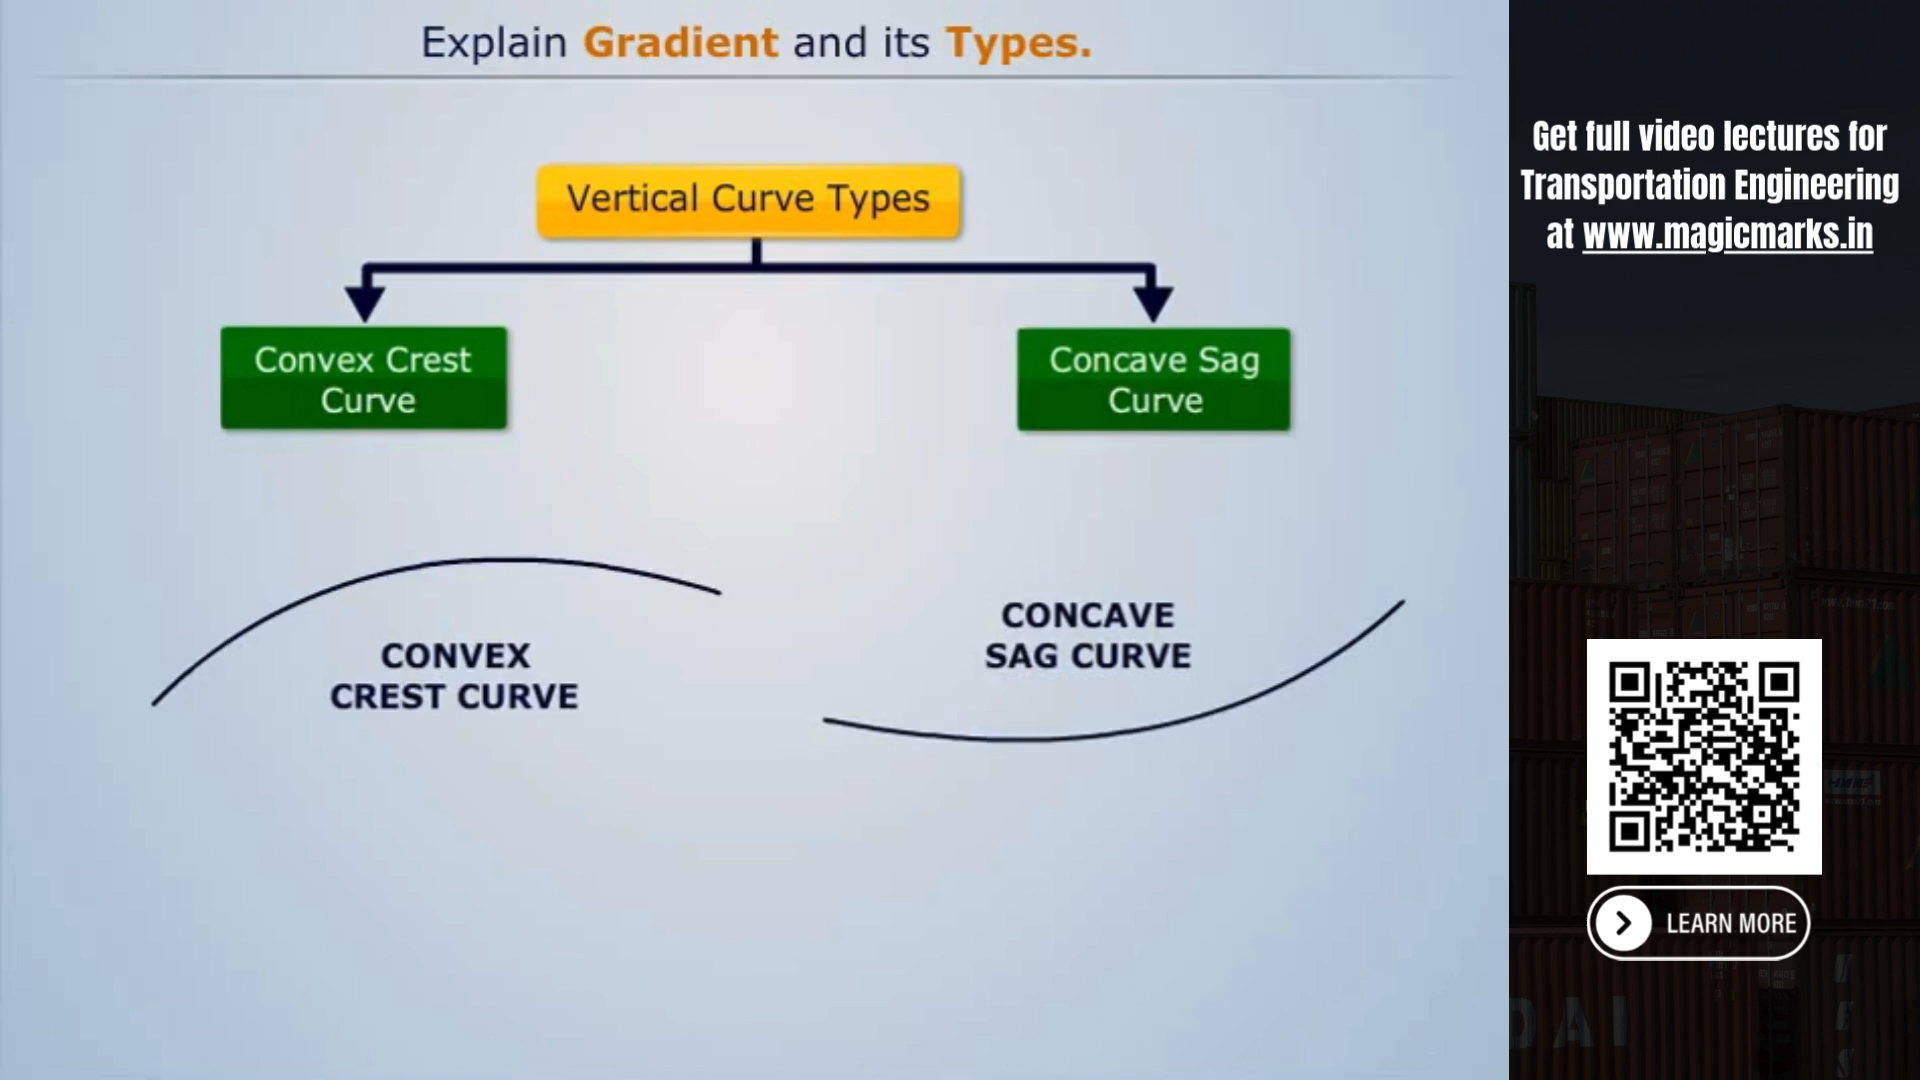 Explain Gradient and its Types.
Vertical Curve Types
Convex Crest
Curve
Concave Sag
Curve
CONVEX
CREST CURVE
CONCAVE
SAG CURVE
Get full video lectures for
Transportation Engineering
at www.magicmarks.in
LEARN MORE